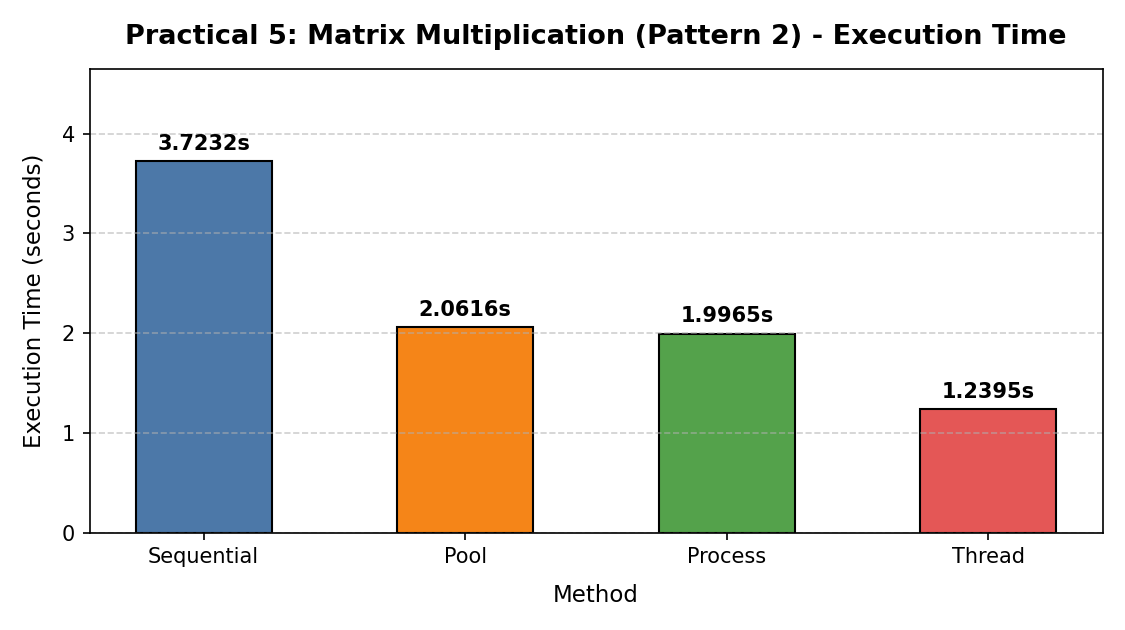 Practical 5: Matrix Multiplication (Pattern 2) - Execution Time
Execution Time (seconds)
4
3
2
1
0
3.7232s
2.0616s
1.9965s
1.2395s
Sequential
Pool
Process
Thread
Method